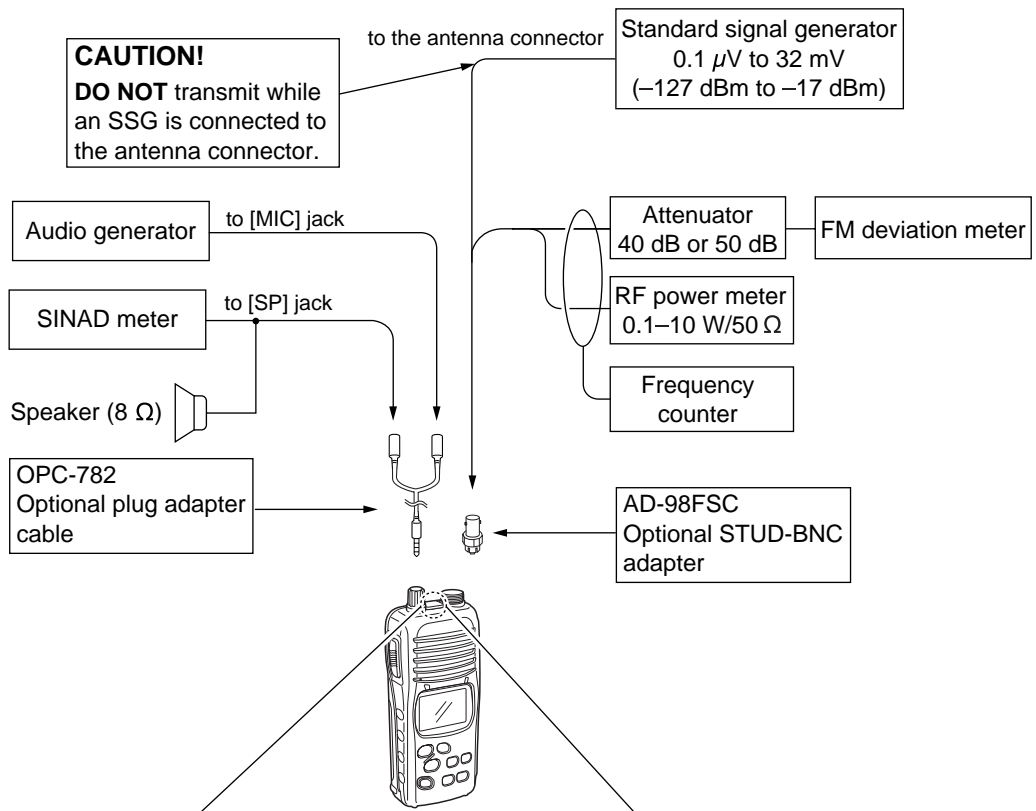 to the antenna connector
Standard signal generator
0.1 µV to 32 mV
(–127 dBm to –17 dBm)
CAUTION!
DO NOT transmit while
an SSG is connected to
the antenna connector.
Audio generator
to [MIC] jack
Attenuator
40 dB or 50 dB
FM deviation meter
SINAD meter
to [SP] jack
RF power meter
0.1–10 W/50 Ω
Speaker (8 Ω)
Frequency
counter
OPC-782
Optional plug adapter
cable
AD-98FSC
Optional STUD-BNC
adapter